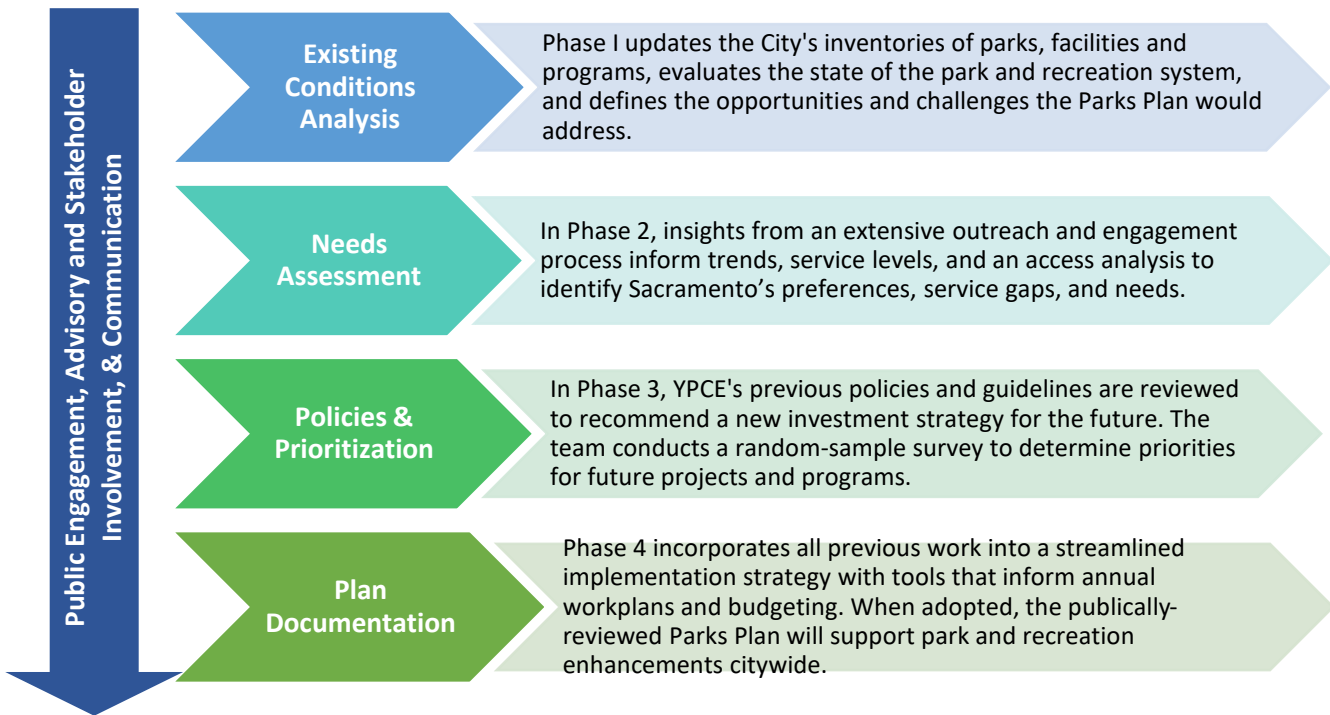 Public Engagement, Advisory and Stakeholder
Involvement, & Communication
Existing
Conditions
Analysis
Phase I updates the City's inventories of parks, facilities and
programs, evaluates the state of the park and recreation system,
and defines the opportunities and challenges the Parks Plan would
address.
Needs
Assessment
In Phase 2, insights from an extensive outreach and engagement
process inform trends, service levels, and an access analysis to
identify Sacramento’s preferences, service gaps, and needs.
Policies &
Prioritization
In Phase 3, YPCE's previous policies and guidelines are reviewed
to recommend a new investment strategy for the future. The
team conducts a random-sample survey to determine priorities
for future projects and programs.
Plan
Documentation
Phase 4 incorporates all previous work into a streamlined
implementation strategy with tools that inform annual
workplans and budgeting. When adopted, the publically-
reviewed Parks Plan will support park and recreation
enhancements citywide.